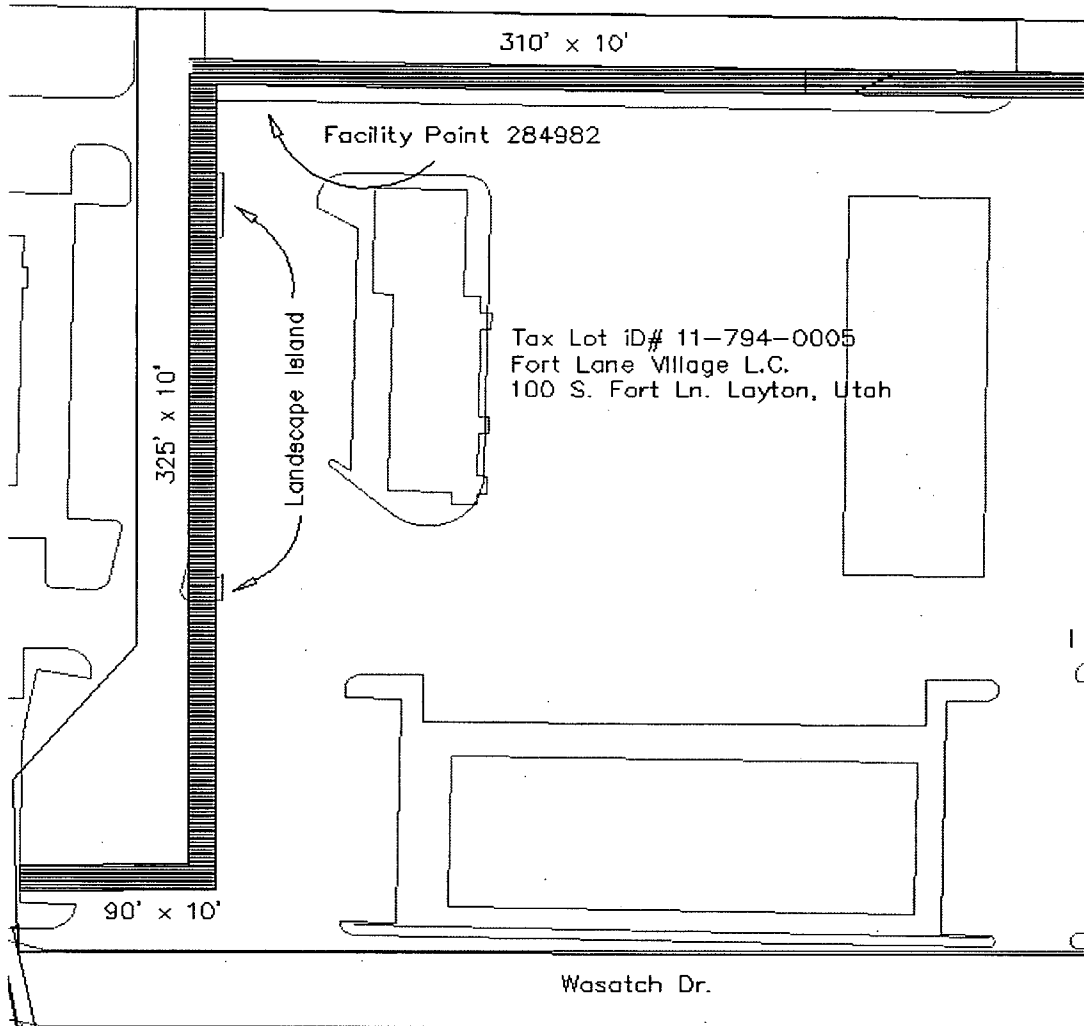 310' x 10'
Facility Point 284982
Landscape Island
325' x 10'
Tax Lot iD# 11-794-0005
Fort Lane Village L.C.
100 S. Fort Ln. Layton, Utah
90' x 10'
Wasatch Dr.